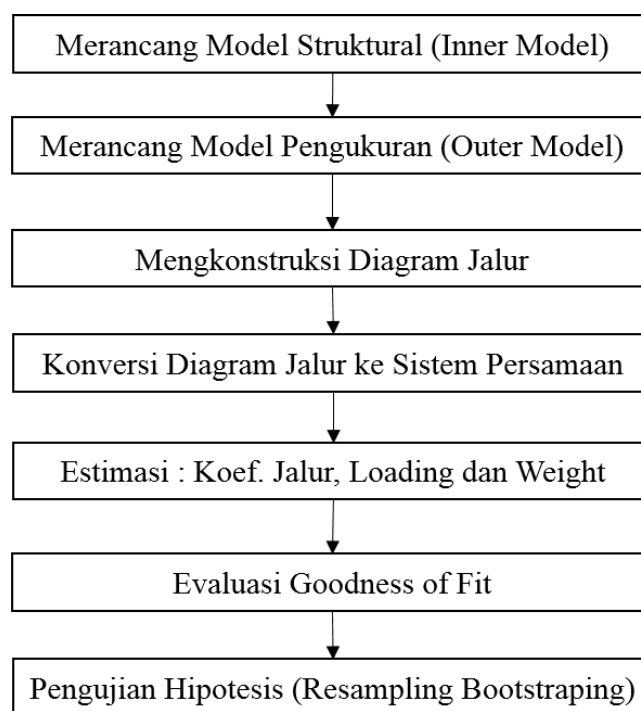 Merancang Model Struktural (Inner Model)
Merancang Model Pengukuran (Outer Model)
Mengkonstruksi Diagram Jalur
Konversi Diagram Jalur ke Sistem Persamaan
Estimasi : Koef. Jalur, Loading dan Weight
Evaluasi Goodness of Fit
Pengujian Hipotesis (Resampling Bootstraping)